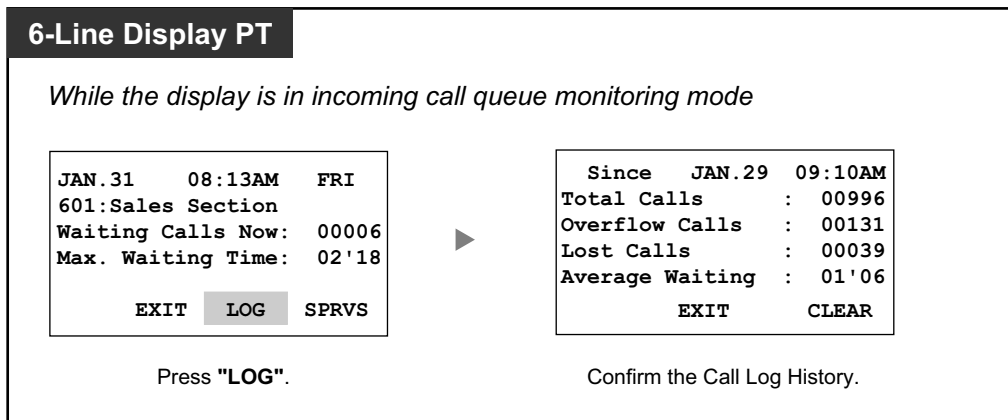 6-Line Display PT
While the display is in incoming call queue monitoring mode
JAN.31 08:13AM FRI
601:Sales Section
Waiting Calls Now: 00006
Max. Waiting Time: 02'18
EXIT LOG SPRVS
Press "LOG".
Since JAN.29 09:10AM
Total Calls : 00996
Overflow Calls : 00131
Lost Calls : 00039
Average Waiting : 01'06
EXIT CLEAR
Confirm the Call Log History.